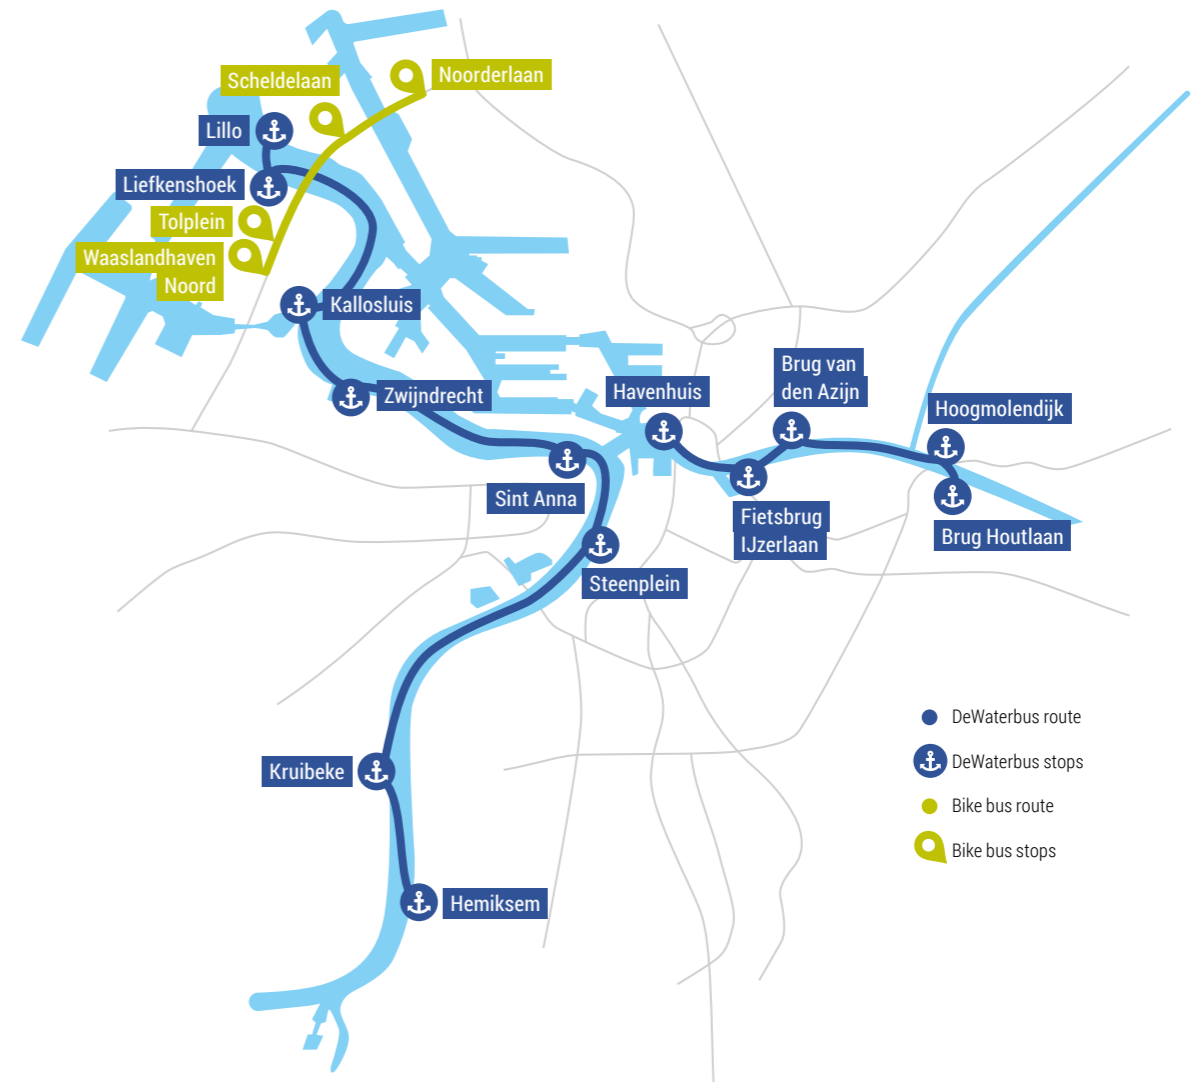 Noorderlaan
Scheldelaan
Lillo
Liefkenshoek
Tolplein
Waaslandhaven
Noord
Kallosluis
Zwijndrecht
Havenhuis
Brug van
den Azijn
Hoogmolendijk
Sint Anna
Fietsbrug
IJzerlaan
Brug Houtlaan
Steenplein
Kruibeke
Hemiksem
DeWaterbus route
DeWaterbus stops
Bike bus route
Bike bus stops